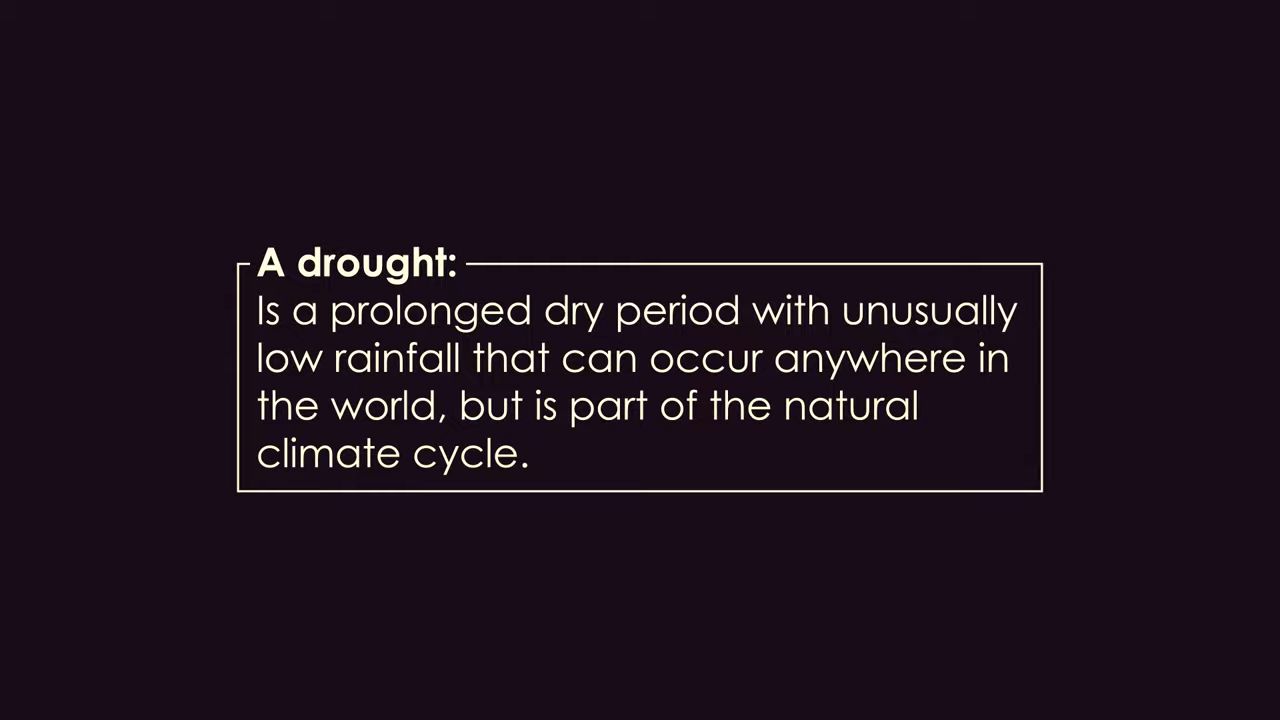 A drought:
Is a prolonged dry period with unusually
low rainfall that can occur anywhere in
the world, but is part of the natural
climate cycle.